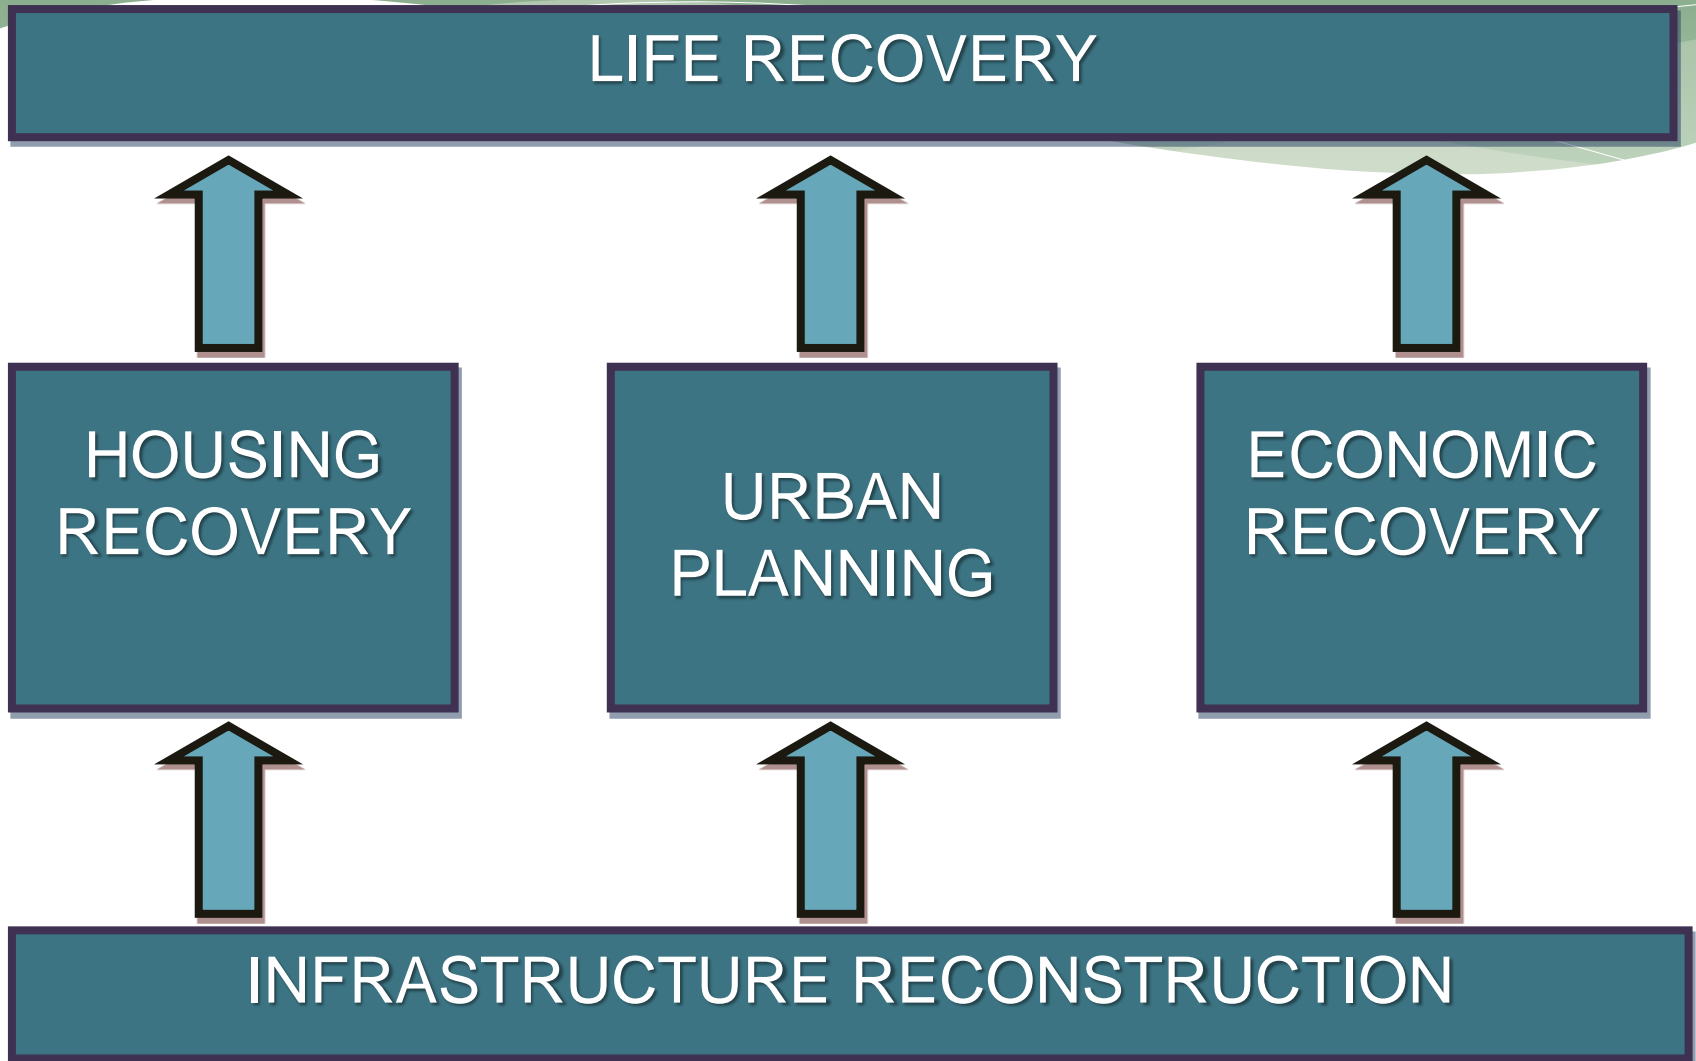 LIFE RECOVERY
HOUSING
RECOVERY
URBAN
PLANNING
ECONOMIC
RECOVERY
INFRASTRUCTURE RECONSTRUCTION